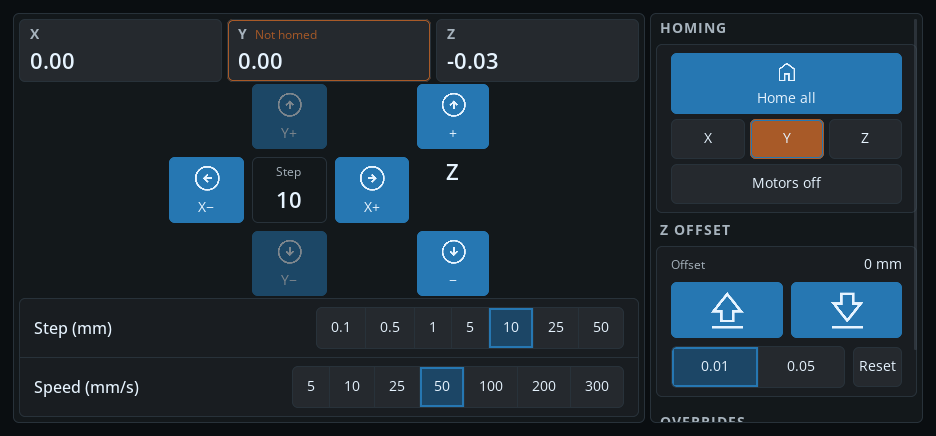 X
0.00
Y Not homed
0.00
Z
-0.03
Y+
+
X−
Step
10
X+
Z
Y−
−
Step (mm)
0.1 0.5 1 5 10 25 50
Speed (mm/s)
5 10 25 50 100 200 300
HOMING
Home all
X Y Z
Motors off
Z OFFSET
Offset 0 mm
0.01 0.05 Reset
OVERRIDES